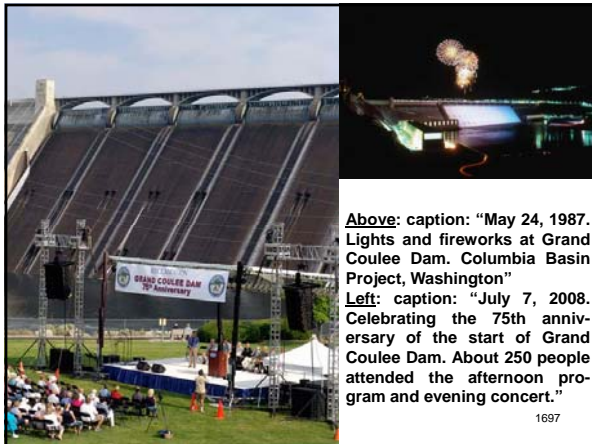 RECLAMATION
GRAND COULEE DAM
75th Anniversary
Above: caption: “May 24, 1987.
Lights and fireworks at Grand
Coulee Dam. Columbia Basin
Project, Washington”
Left: caption: “July 7, 2008.
Celebrating the 75th anniv-
ersary of the start of Grand
Coulee Dam. About 250 people
attended the afternoon pro-
gram and evening concert.”
1697